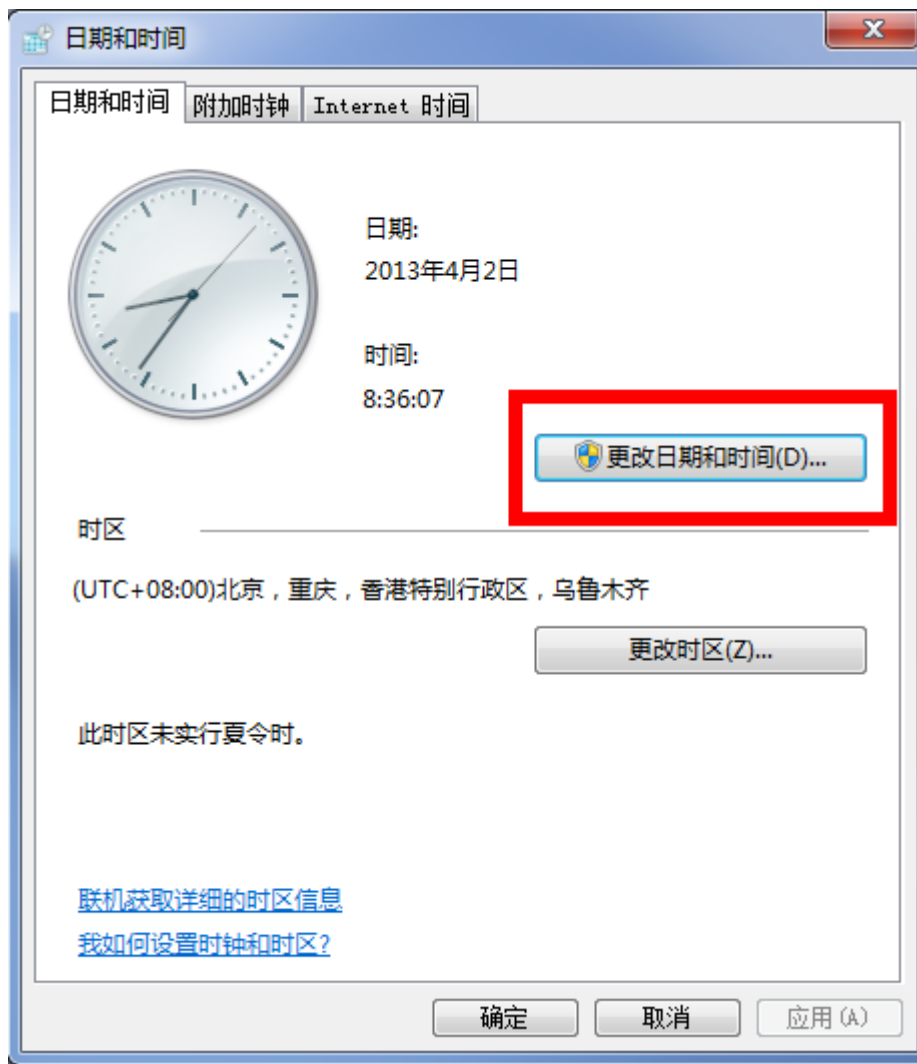 日期和时间
日期和时间 附加时钟 Internet 时间
日期:
2013年4月2日
时间:
8:36:07
更改日期和时间(D)...
时区
(UTC+08:00)北京，重庆，香港特别行政区，乌鲁木齐
更改时区(Z)...
此时区未实行夏令时。
联机获取详细的时区信息
我如何设置时钟和时区?
确定 取消 应用(A)